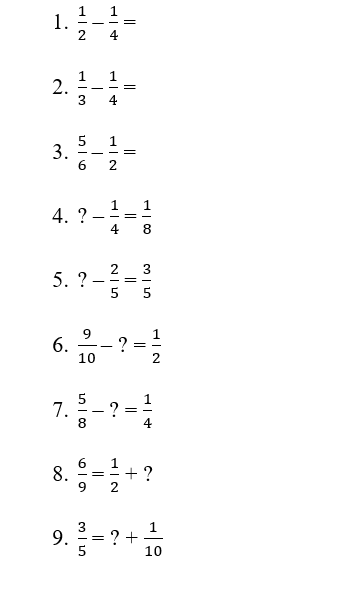 1. 1/2 – 1/4 =
2. 1/3 – 1/4 =
3. 5/6 – 1/2 =
4. ? – 1/4 = 1/8
5. ? – 2/5 = 3/5
6. 9/10 – ? = 1/2
7. 5/8 – ? = 1/4
8. 6/9 = 1/2 + ?
9. 3/5 = ? + 1/10